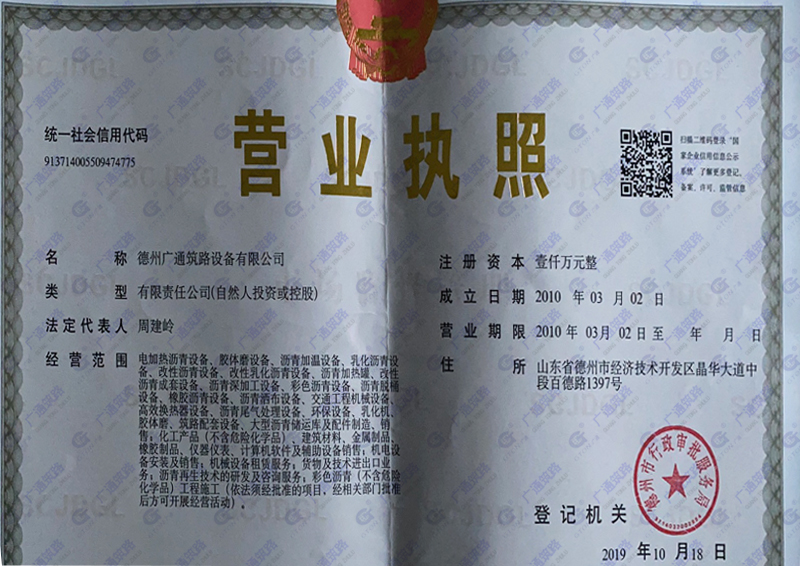 营业执照
统一社会信用代码
913714005509474775
扫描二维码登录"国
家企业信用信息公示
系统"了解更多登记、
备案、许可、监管信息
名 称 德州广通筑路设备有限公司
类 型 有限责任公司(自然人投资或控股)
法定代表人 周建岭
经营范围 电加热沥青设备、胶体磨设备、沥青加温设备、乳化沥青设
备、改性沥青设备、改性乳化沥青设备、沥青加热罐、改性
沥青成套设备、沥青深加工设备、彩色沥青设备、沥青脱桶
设备、橡胶沥青设备、沥青洒布设备、交通工程机械设备、
高效换热器设备、沥青尾气处理设备、环保设备、乳化机、
胶体磨、筑路配套设备、大型沥青储运库及配件制造、销
售；化工产品（不含危险化学品）、建筑材料、金属制品、
橡胶制品、仪器仪表、计算机软件及辅助设备销售；机电设
备安装及销售；机械设备租赁服务；货物及技术进出口业
务；沥青再生技术的研发及咨询服务；彩色沥青（不含危险
化学品）工程施工（依法须经批准的项目，经相关部门批准
后方可开展经营活动）。
注册资本 壹仟万元整
成立日期 2010 年 03 月 02 日
营业期限 2010 年 03月 02 日至 年 月 日
住 所 山东省德州市经济技术开发区晶华大道中
段百德路1397号
登记机关
德州市行政审批服务局
2019 年 10 月 18 日
SCJDGL
广通筑路